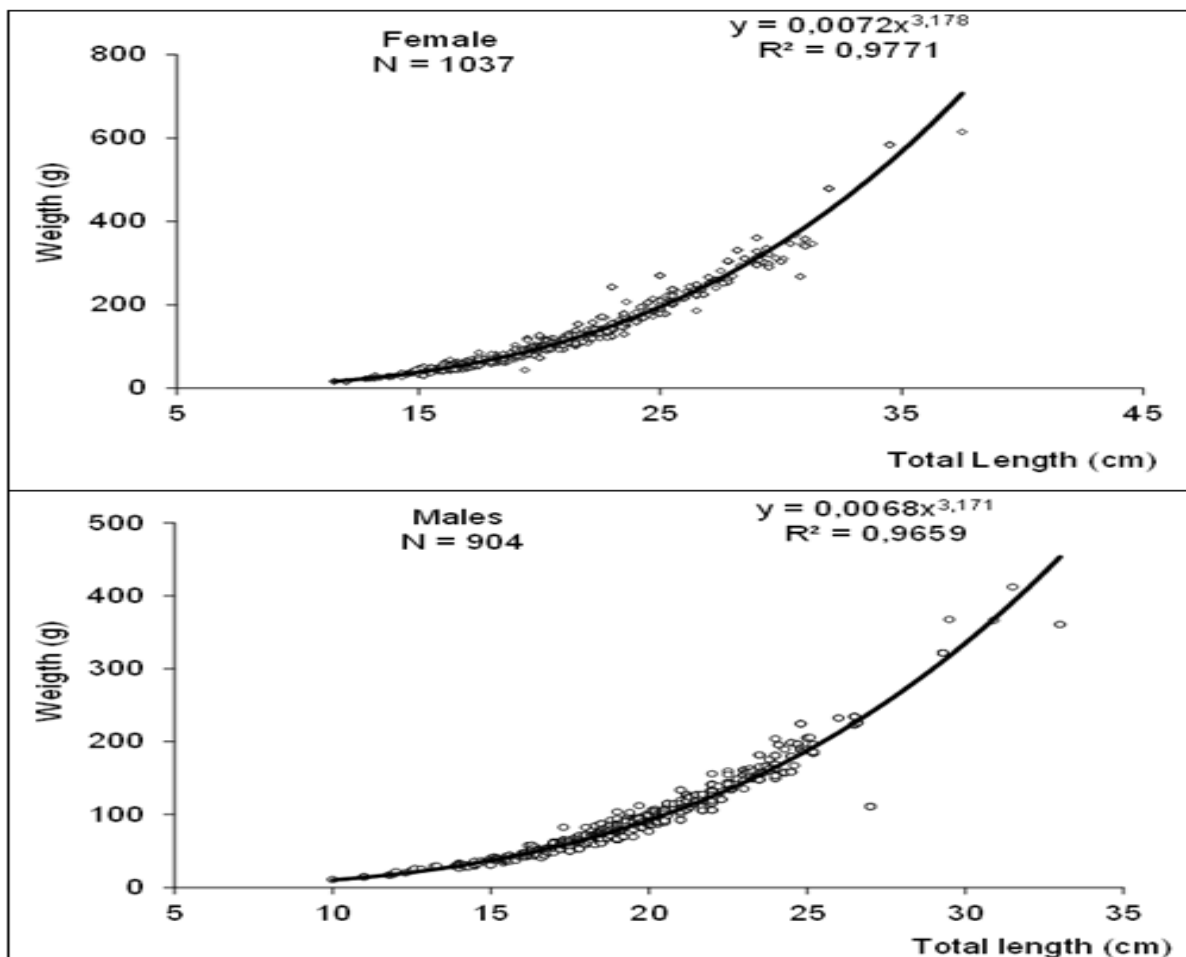 Female
N = 1037
y = 0,0072x^3,178
R² = 0,9771
800
600
400
200
0
Weigth (g)
5 15 25 35 45
Total Length (cm)
Males
N = 904
y = 0,0068x^3,171
R² = 0,9659
500
400
300
200
100
0
Weigth (g)
5 10 15 20 25 30 35
Total length (cm)